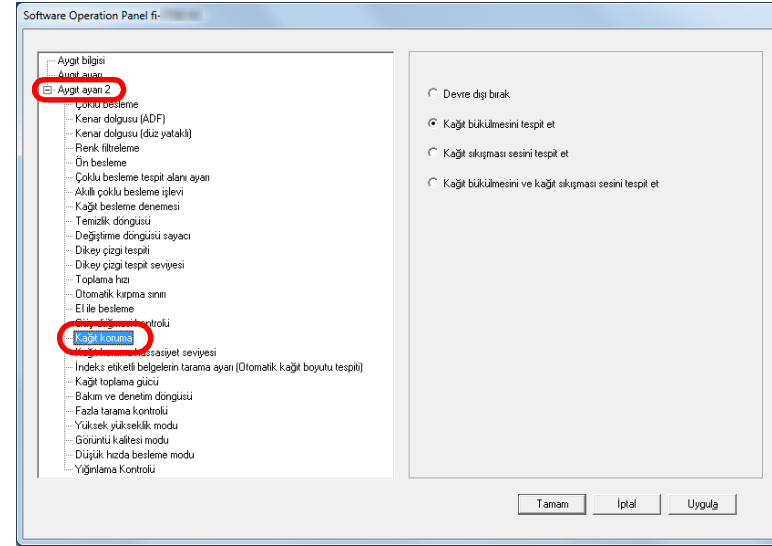 Software Operation Panel fi-
Aygıt bilgisi
Aygıt ayarı
Aygıt ayarı 2
Çoklu besleme
Kenar dolgusu (ADF)
Kenar dolgusu (düz yataklı)
Renk filtreleme
Ön besleme
Çoklu besleme tespit alanı ayarı
Akıllı çoklu besleme işlevi
Kağıt besleme denemesi
Temizlik döngüsü
Değiştirme döngüsü sayacı
Dikey çizgi tespiti
Dikey çizgi tespit seviyesi
Toplama hızı
Otomatik kırpma sınırı
El ile besleme
Güç düğmesi kontrolü
Kağıt koruma
Kağıt koruma hassasiyet seviyesi
İndeks etiketli belgelerin tarama ayarı (Otomatik kağıt boyutu tespiti)
Kağıt toplama gücü
Bakım ve denetim döngüsü
Fazla tarama kontrolü
Yüksek yükseklik modu
Görüntü kalitesi modu
Düşük hızda besleme modu
Yığınlama Kontrolü
Devre dışı bırak
Kağıt bükülmesini tespit et
Kağıt sıkışması sesini tespit et
Kağıt bükülmesini ve kağıt sıkışması sesini tespit et
Tamam
İptal
Uygula